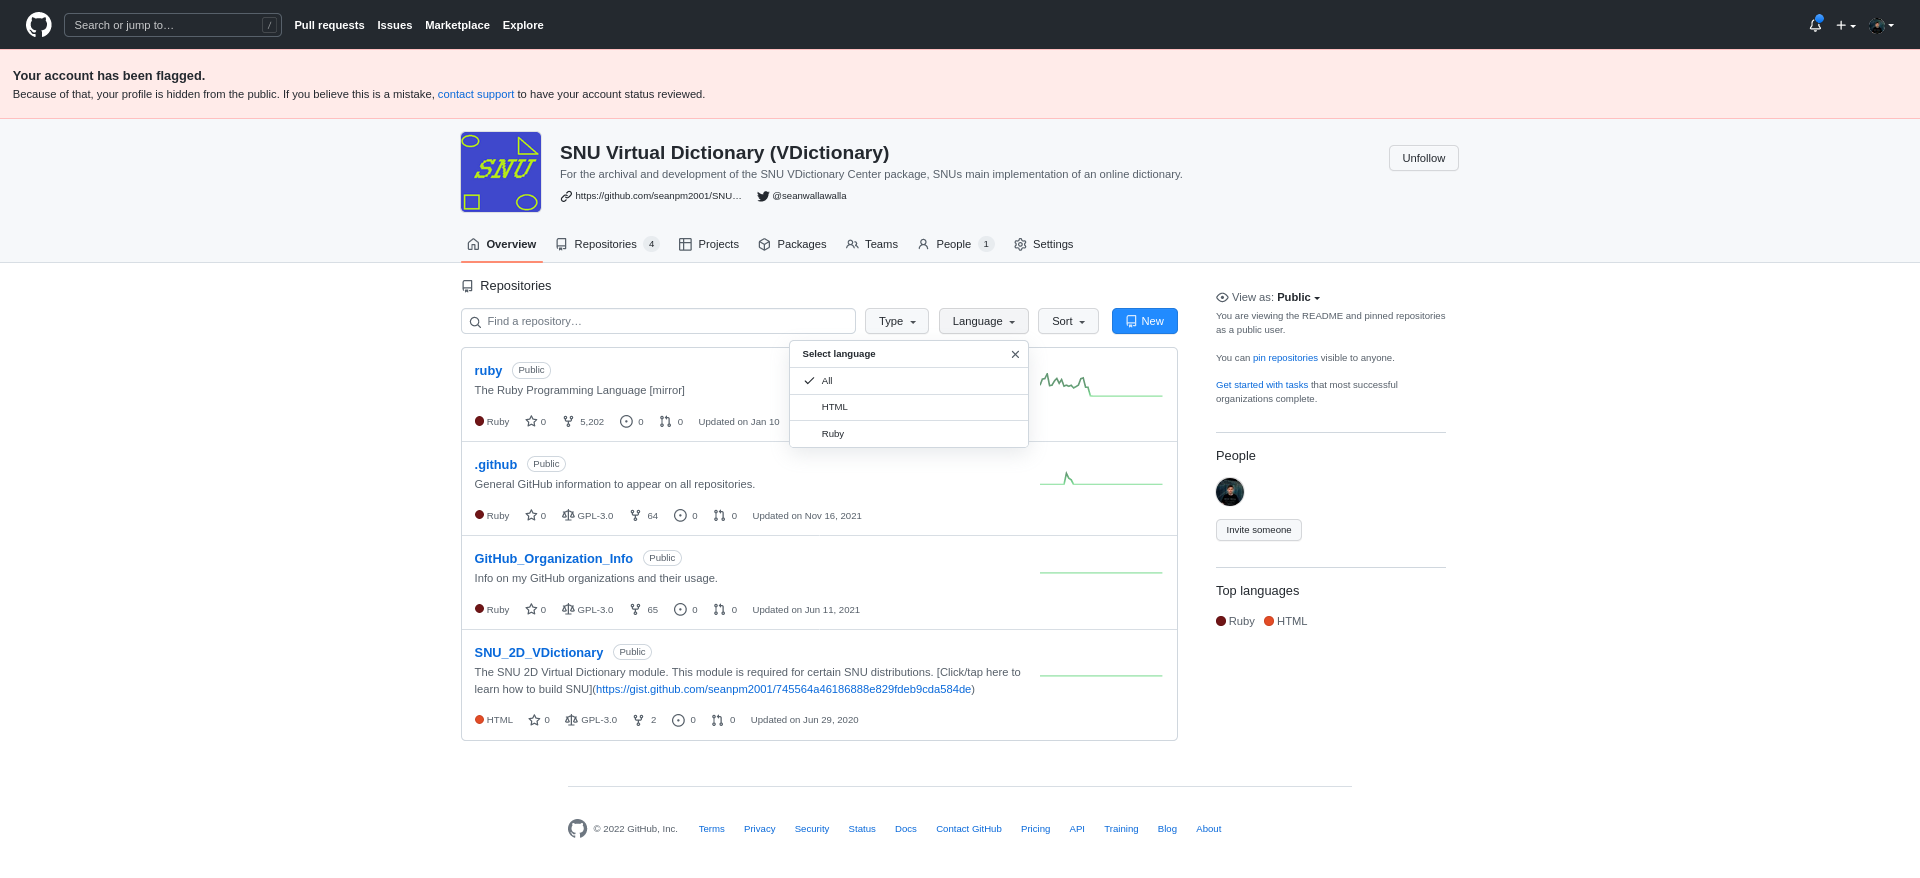 Search or jump to… /
Pull requests Issues Marketplace Explore
Your account has been flagged.
Because of that, your profile is hidden from the public. If you believe this is a mistake, contact support to have your account status reviewed.
SNU
SNU Virtual Dictionary (VDictionary)
Unfollow
For the archival and development of the SNU VDictionary Center package, SNUs main implementation of an online dictionary.
https://github.com/seanpm2001/SNU… @seanwallawalla
Overview Repositories 4 Projects Packages Teams People 1 Settings
Repositories
Find a repository… Type Language Sort New
Select language
All
HTML
Ruby
ruby Public
The Ruby Programming Language [mirror]
Ruby 0 5,202 0 0 Updated on Jan 10
.github Public
General GitHub information to appear on all repositories.
Ruby 0 GPL-3.0 64 0 0 Updated on Nov 16, 2021
GitHub_Organization_Info Public
Info on my GitHub organizations and their usage.
Ruby 0 GPL-3.0 65 0 0 Updated on Jun 11, 2021
SNU_2D_VDictionary Public
The SNU 2D Virtual Dictionary module. This module is required for certain SNU distributions. [Click/tap here to
learn how to build SNU](https://gist.github.com/seanpm2001/745564a46186888e829fdeb9cda584de)
HTML 0 GPL-3.0 2 0 0 Updated on Jun 29, 2020
View as: Public
You are viewing the README and pinned repositories
as a public user.
You can pin repositories visible to anyone.
Get started with tasks that most successful
organizations complete.
People
Invite someone
Top languages
Ruby HTML
© 2022 GitHub, Inc. Terms Privacy Security Status Docs Contact GitHub Pricing API Training Blog About